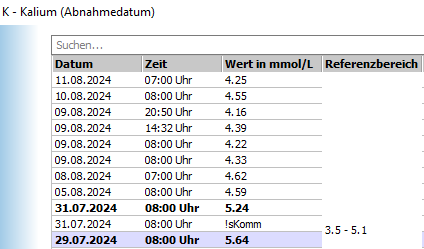 K - Kalium (Abnahmedatum)
Suchen...
Datum Zeit Wert in mmol/L Referenzbereich
11.08.2024 07:00 Uhr 4.25
10.08.2024 08:00 Uhr 4.55
09.08.2024 20:50 Uhr 4.16
09.08.2024 14:32 Uhr 4.39
09.08.2024 08:00 Uhr 4.22
09.08.2024 08:00 Uhr 4.33
08.08.2024 07:00 Uhr 4.62
05.08.2024 08:00 Uhr 4.59
31.07.2024 08:00 Uhr 5.24
31.07.2024 08:00 Uhr !sKomm 3.5 - 5.1
29.07.2024 08:00 Uhr 5.64